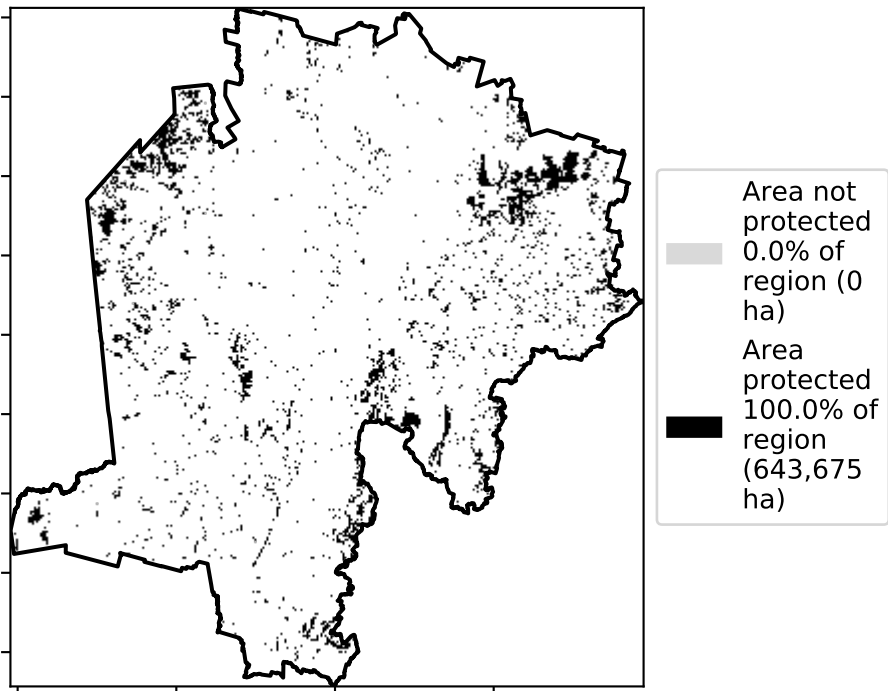 Area not
protected
0.0% of
region (0
ha)
Area
protected
100.0% of
region
(643,675
ha)